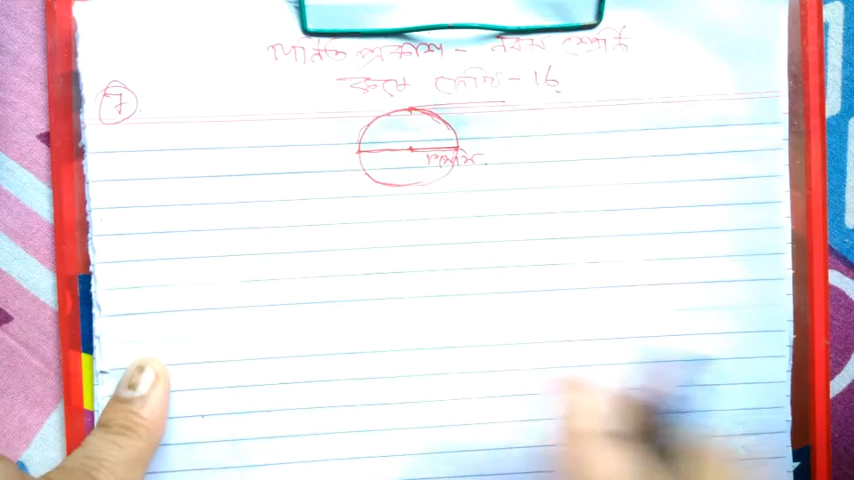 গণিত প্রকাশ - নবম শ্রেণি
কষে দেখি - 16
7